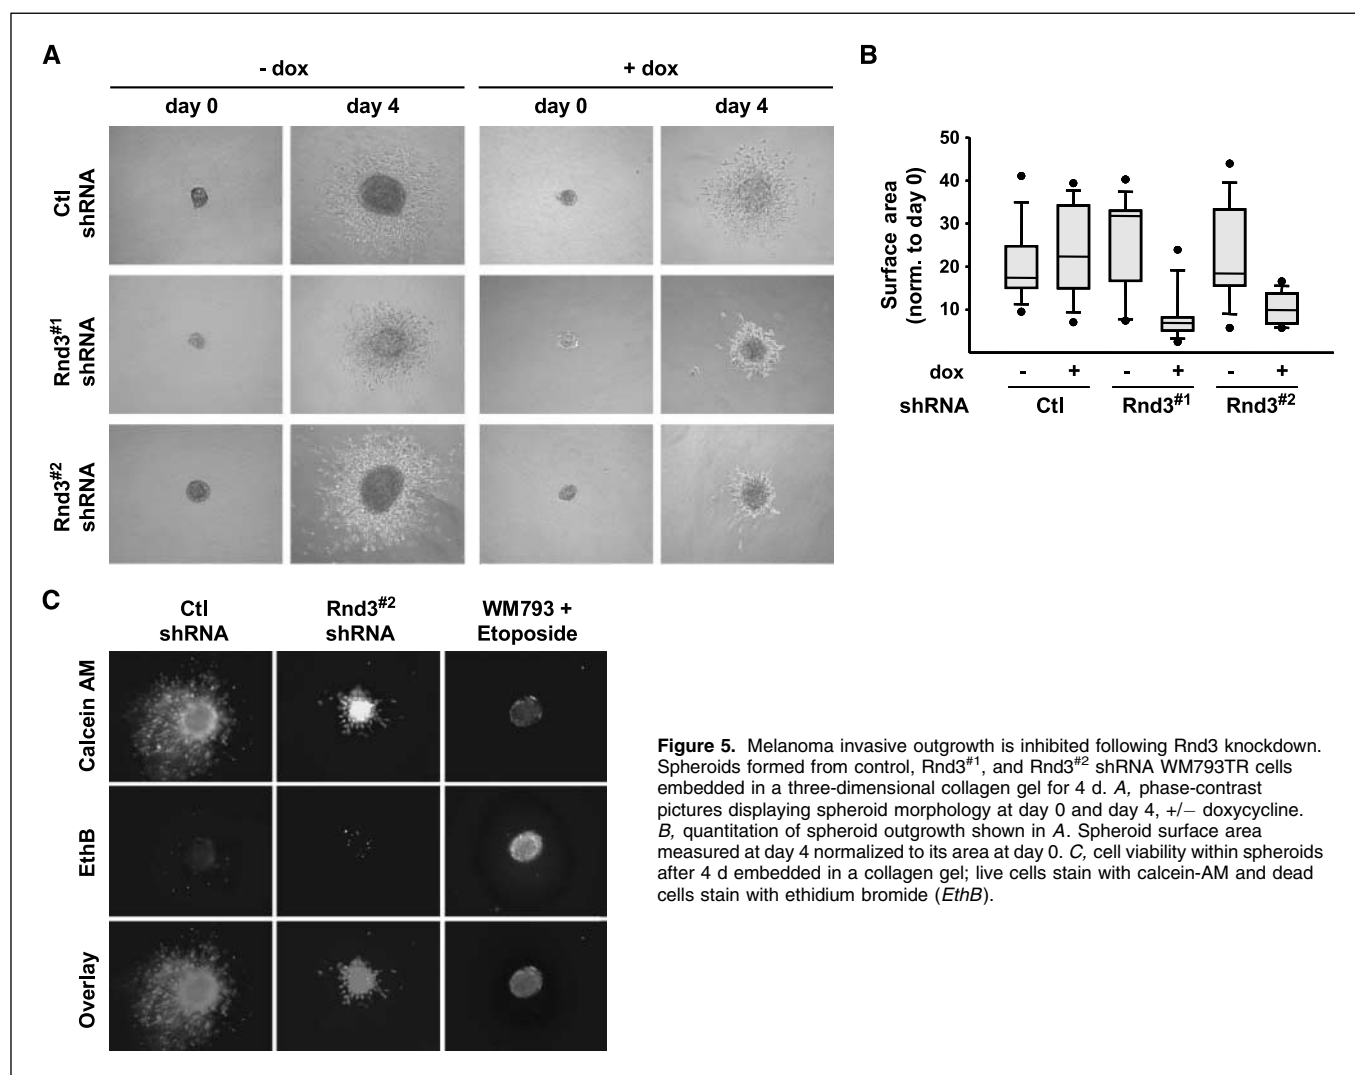 A
- dox
+ dox
day 0
day 4
day 0
day 4
Ctl
shRNA
Rnd3#1
shRNA
Rnd3#2
shRNA
B
50
40
30
20
10
Surface area
(norm. to day 0)
dox - + - + - +
shRNA Ctl Rnd3#1 Rnd3#2
C
Ctl
shRNA
Rnd3#2
shRNA
WM793 +
Etoposide
Calcein AM
EthB
Overlay
Figure 5. Melanoma invasive outgrowth is inhibited following Rnd3 knockdown.
Spheroids formed from control, Rnd3#1, and Rnd3#2 shRNA WM793TR cells
embedded in a three-dimensional collagen gel for 4 d. A, phase-contrast
pictures displaying spheroid morphology at day 0 and day 4, +/− doxycycline.
B, quantitation of spheroid outgrowth shown in A. Spheroid surface area
measured at day 4 normalized to its area at day 0. C, cell viability within spheroids
after 4 d embedded in a collagen gel; live cells stain with calcein-AM and dead
cells stain with ethidium bromide (EthB).